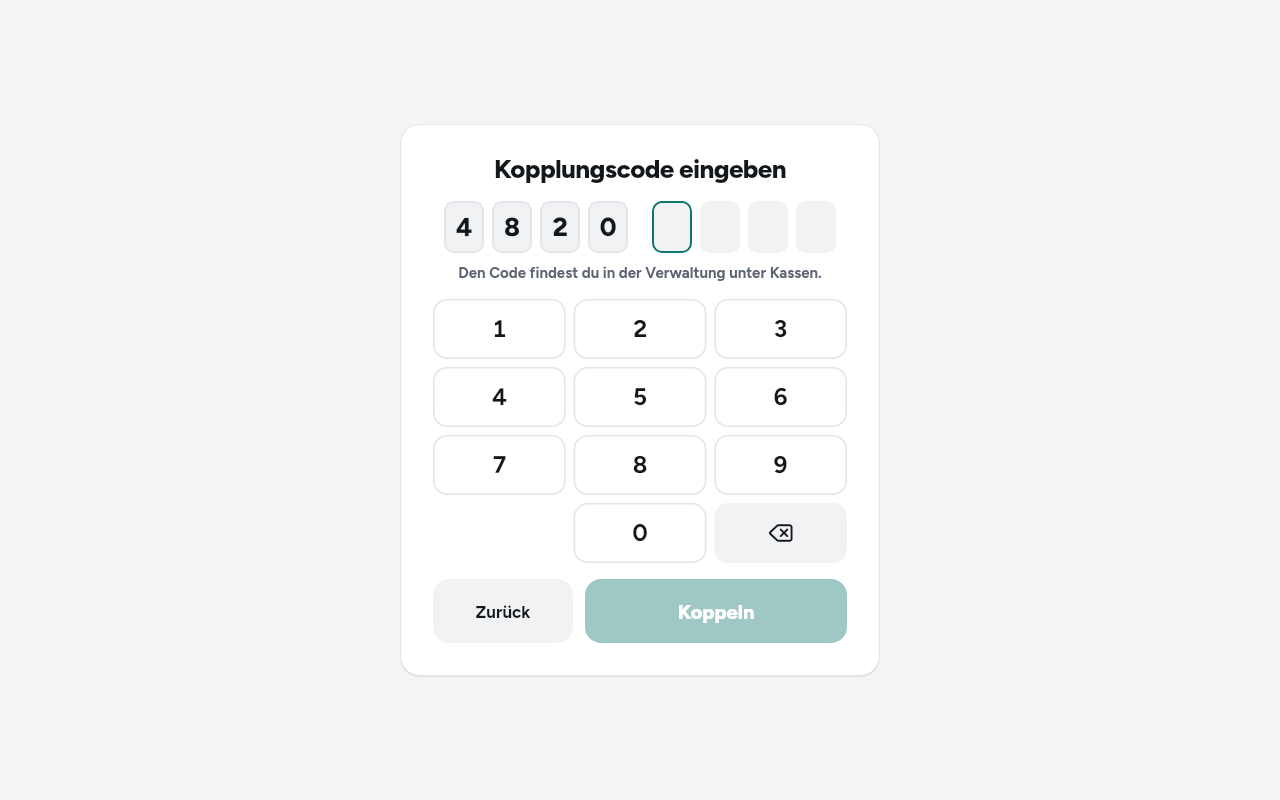 Kopplungscode eingeben
4 8 2 0
Den Code findest du in der Verwaltung unter Kassen.
1 2 3
4 5 6
7 8 9
0
Zurück Koppeln